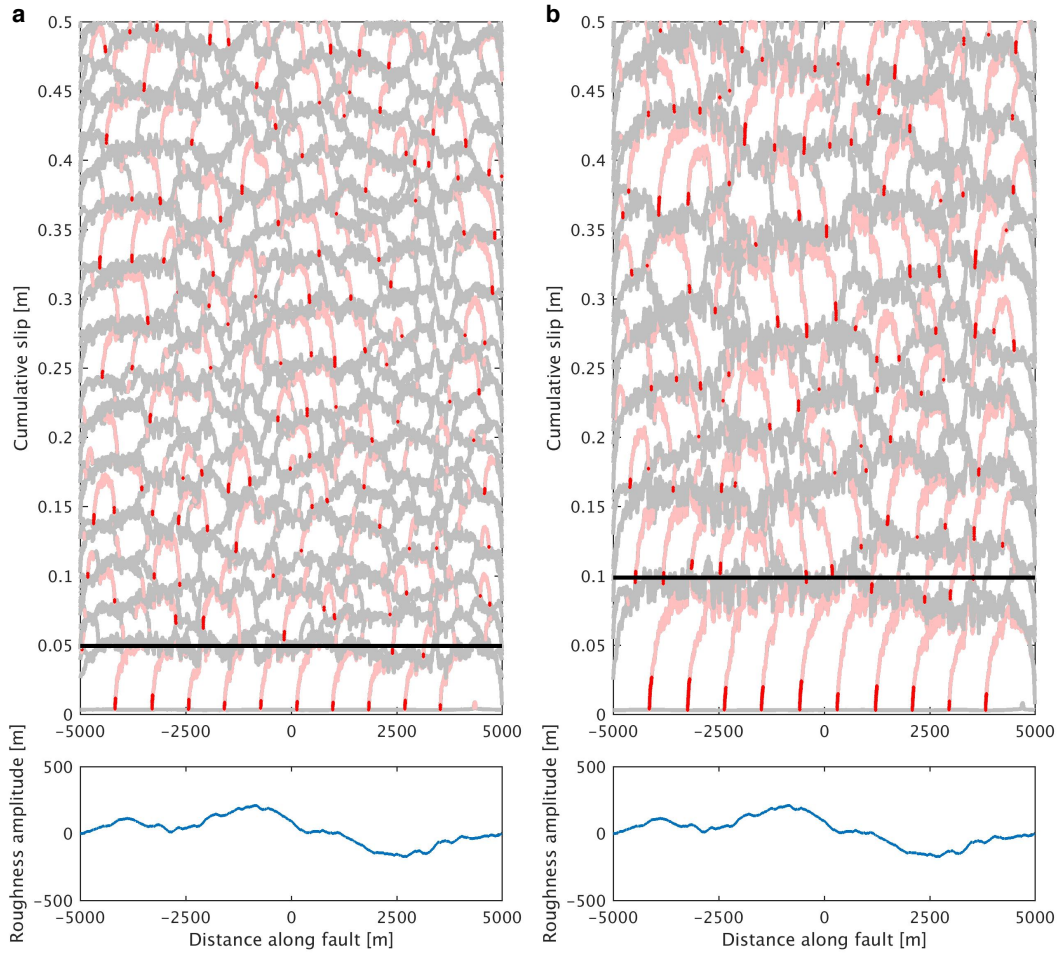 a
Cumulative slip [m]
0.5
0.45
0.4
0.35
0.3
0.25
0.2
0.15
0.1
0.05
0
−5000 −2500 0 2500 5000
Roughness amplitude [m]
500
0
−500
−5000 −2500 0 2500 5000
Distance along fault [m]
b
Cumulative slip [m]
0.5
0.45
0.4
0.35
0.3
0.25
0.2
0.15
0.1
0.05
0
−5000 −2500 0 2500 5000
Roughness amplitude [m]
500
0
−500
−5000 −2500 0 2500 5000
Distance along fault [m]